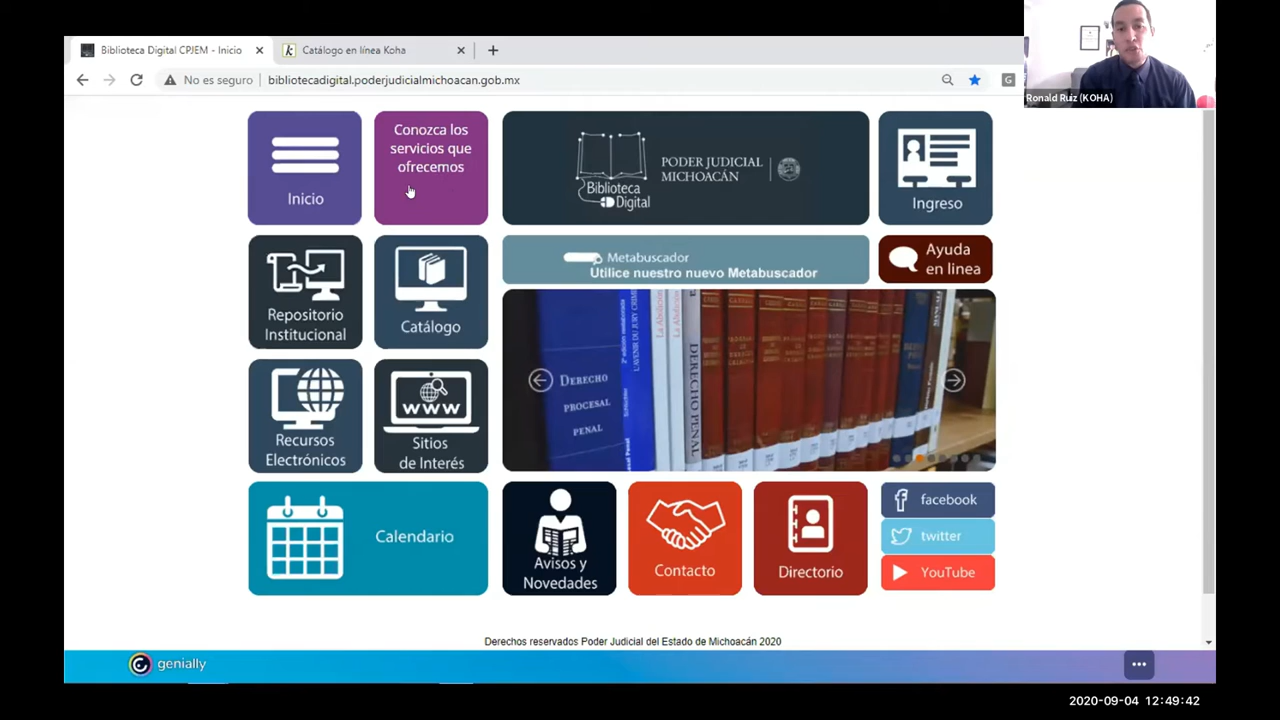 Biblioteca Digital CPJEM - Inicio
Catálogo en línea Koha
No es seguro
bibliotecadigital.poderjudicialmichoacan.gob.mx
Ronald Ruiz (KOHA)
Inicio
Conozca los
servicios que
ofrecemos
Biblioteca
Digital
PODER JUDICIAL
MICHOACÁN
Ingreso
Repositorio
Institucional
Catálogo
Metabuscador
Utilice nuestro nuevo Metabuscador
Ayuda
en linea
DERECHO
PROCESAL
PENAL
DERECHO PENAL
Recursos
Electrónicos
www
Sitios
de Interés
Calendario
Avisos y
Novedades
Contacto
Directorio
facebook
twitter
YouTube
Derechos reservados Poder Judicial del Estado de Michoacán 2020
genially
2020-09-04 12:49:42